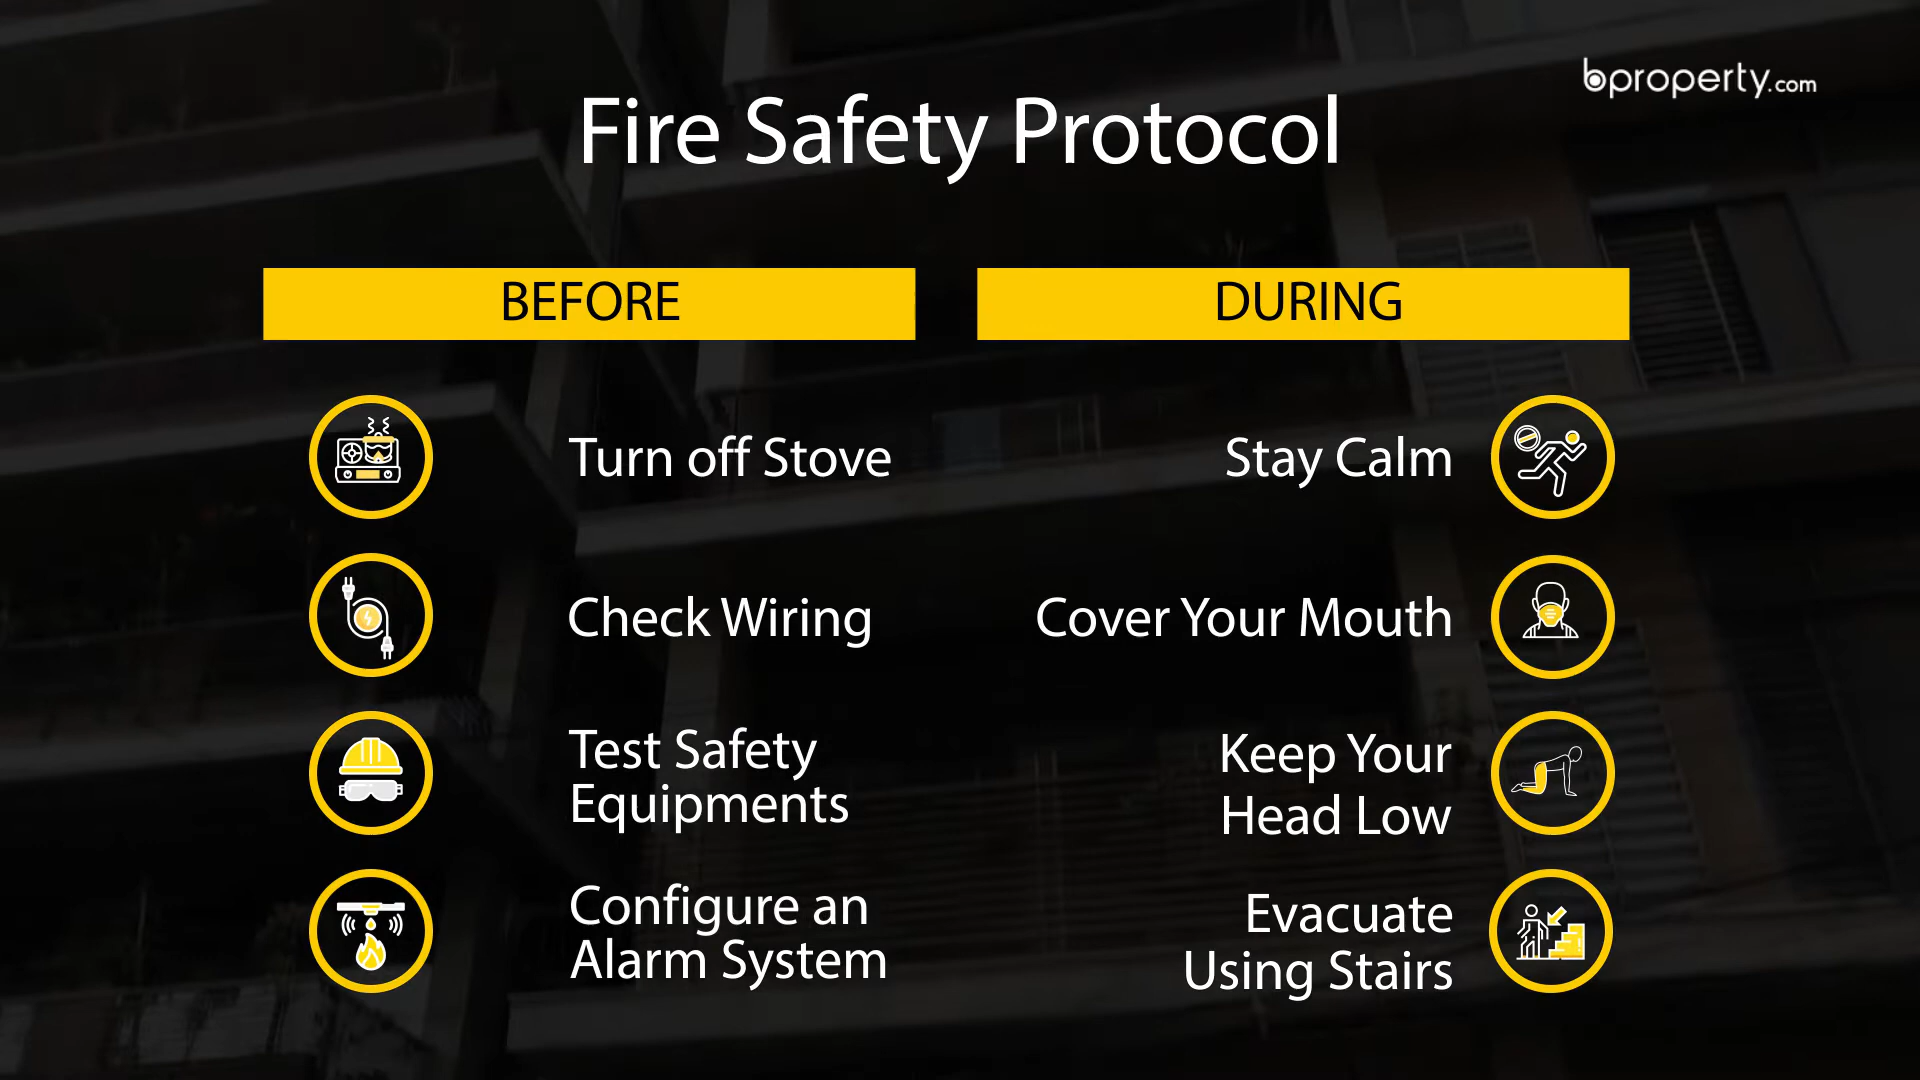 bproperty.com
Fire Safety Protocol
BEFORE
Turn off Stove
Check Wiring
Test Safety
Equipments
Configure an
Alarm System
DURING
Stay Calm
Cover Your Mouth
Keep Your
Head Low
Evacuate
Using Stairs